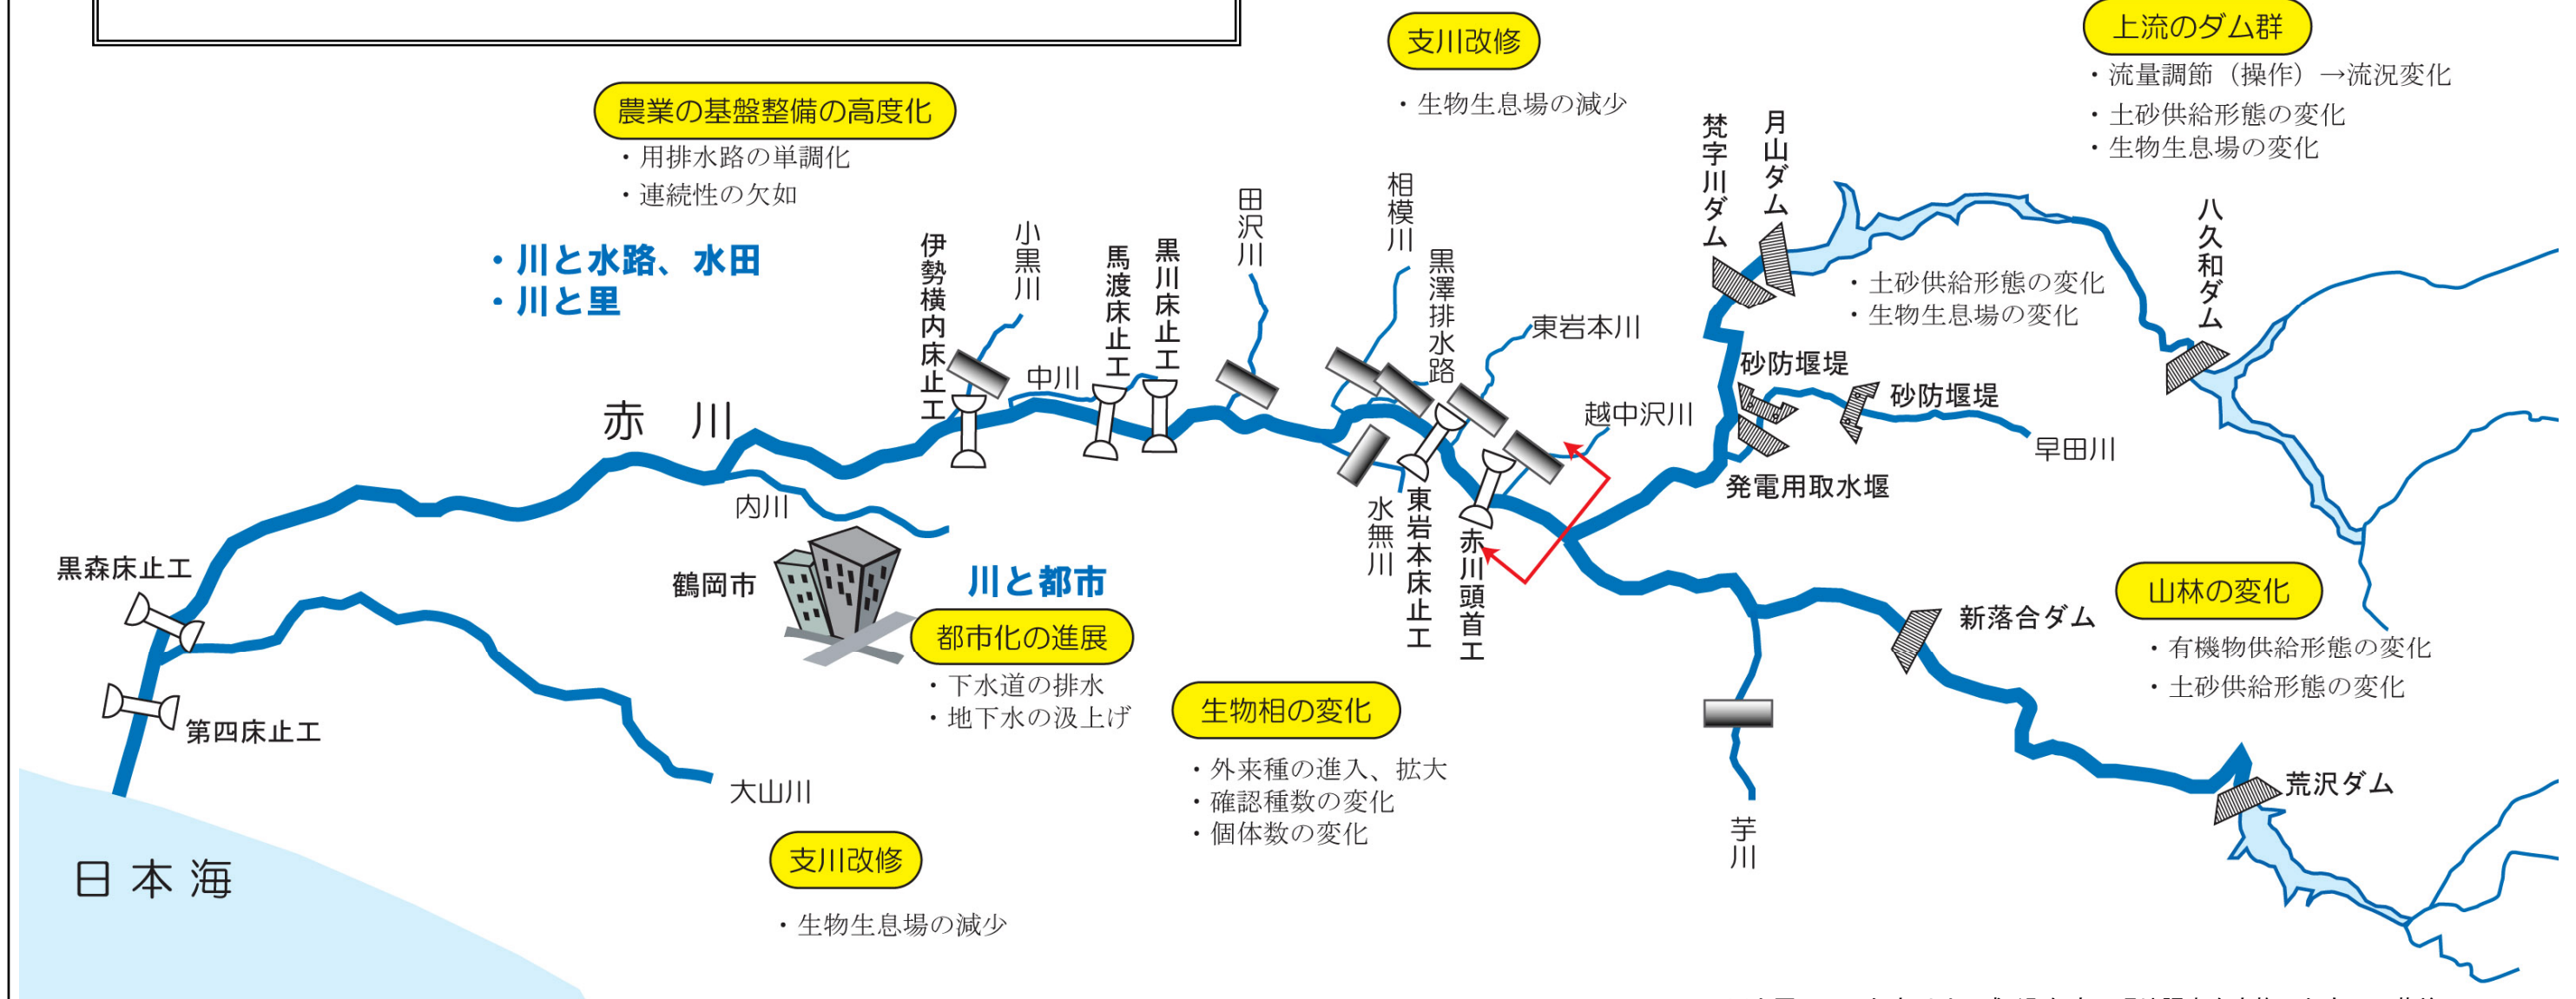 支川改修
・生物生息場の減少
上流のダム群
・流量調節（操作）→流況変化
・土砂供給形態の変化
・生物生息場の変化
農業の基盤整備の高度化
・用排水路の単調化
・連続性の欠如
・川と水路、水田
・川と里
伊勢横内床止工
小黒川
中川
馬渡床止工
黒川床止工
田沢川
相模川
黒澤排水路
東岩本川
越中沢川
梵字川ダム
月山ダム
・土砂供給形態の変化
・生物生息場の変化
八久和ダム
砂防堰堤
砂防堰堤
早田川
発電用取水堰
赤川
内川
水無川
東岩本床止工
赤川頭首工
黒森床止工
鶴岡市
川と都市
都市化の進展
・下水道の排水
・地下水の汲上げ
第四床止工
大山川
生物相の変化
・外来種の進入、拡大
・確認種数の変化
・個体数の変化
新落合ダム
山林の変化
・有機物供給形態の変化
・土砂供給形態の変化
荒沢ダム
芋川
支川改修
・生物生息場の減少
日本海